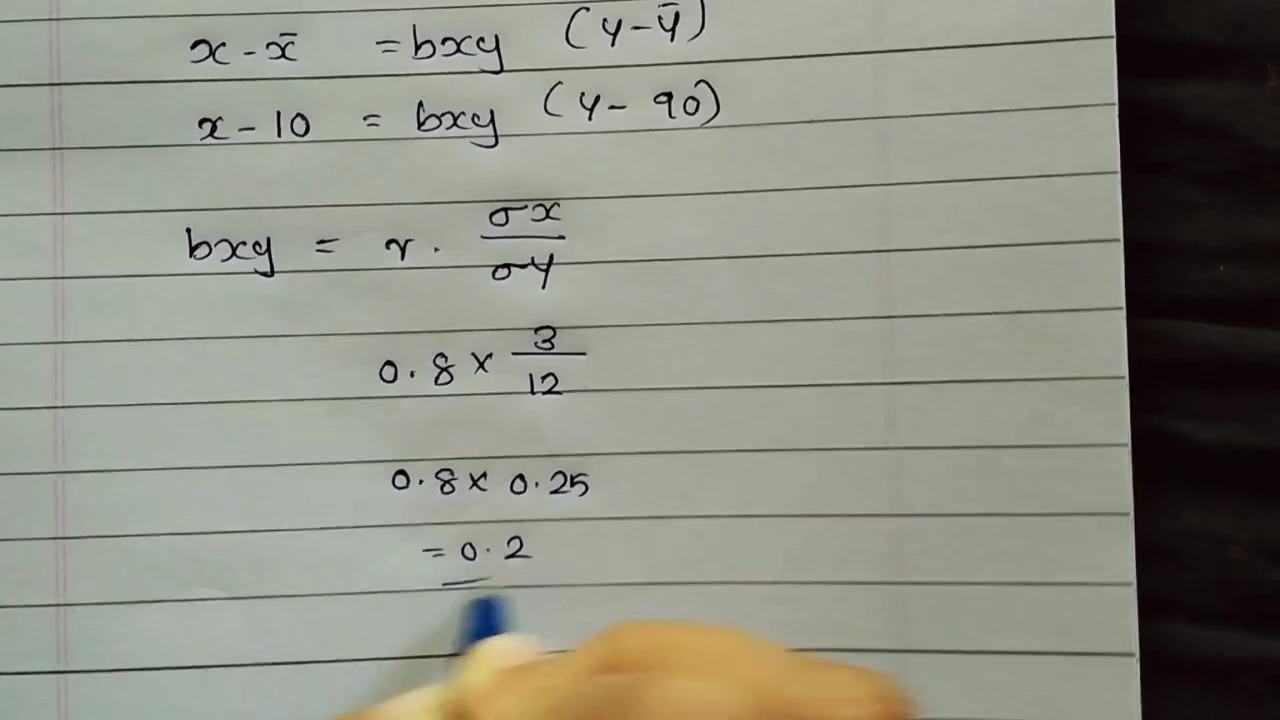 x - x̄ = bxy (y - ȳ)
x - 10 = bxy (y - 90)
bxy = r. σx/σy
0.8 × 3/12
0.8 × 0.25
= 0.2